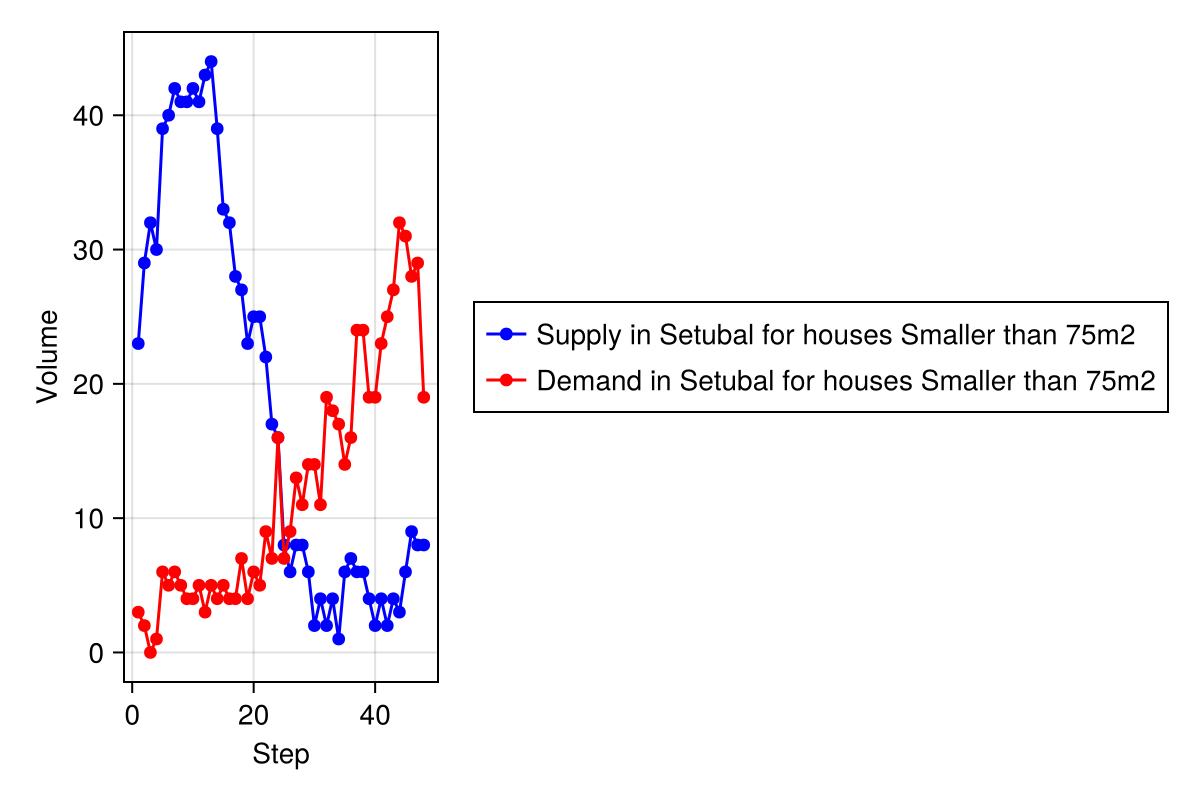 40
30
20
10
0
Volume
0 20 40
Step
Supply in Setubal for houses Smaller than 75m2
Demand in Setubal for houses Smaller than 75m2